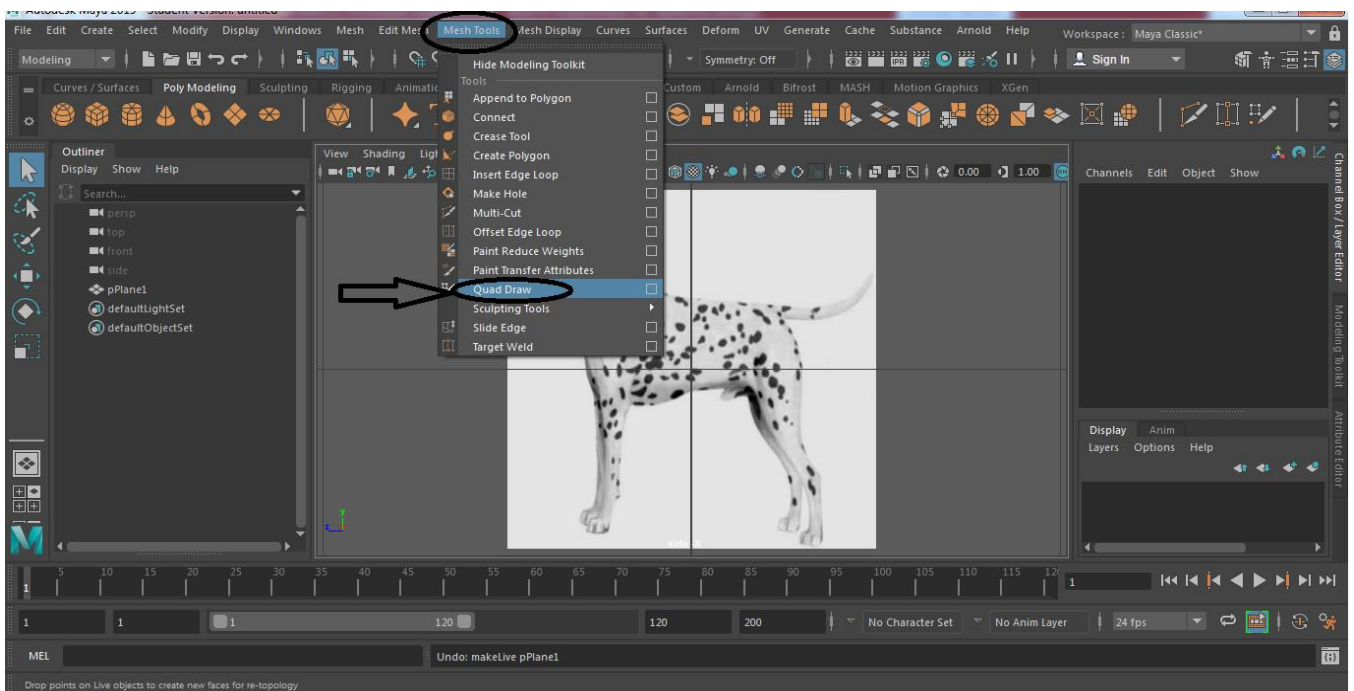 Autodesk Maya 2019 - Student Version: untitled
File Edit Create Select Modify Display Windows Mesh Edit Mesh Mesh Tools Mesh Display Curves Surfaces Deform UV Generate Cache Substance Arnold Help Workspace: Maya Classic*
Modeling Symmetry: Off Sign In
Curves / Surfaces Poly Modeling Sculpting Rigging Custom Arnold Bifrost MASH Motion Graphics XGen
Hide Modeling Toolkit
Tools
Append to Polygon
Connect
Crease Tool
Create Polygon
Insert Edge Loop
Make Hole
Multi-Cut
Offset Edge Loop
Paint Reduce Weights
Paint Transfer Attributes
Quad Draw
Sculpting Tools
Slide Edge
Target Weld
Outliner
Display Show Help
Search...
persp
top
front
side
pPlane1
defaultLightSet
defaultObjectSet
View Shading
0.00 1.00
y
z
side -X
Channels Edit Object Show
Channel Box / Layer Editor
Modeling Toolkit
Attribute Editor
Display Anim
Layers Options Help
5 10 15 20 25 30 35 40 45 50 55 60 65 70 75 80 85 90 95 100 105 110 115 12
1 1
1 1 1 120 120 200 No Character Set No Anim Layer 24 fps
MEL Undo: makeLive pPlane1
Drop points on Live objects to create new faces for re-topology